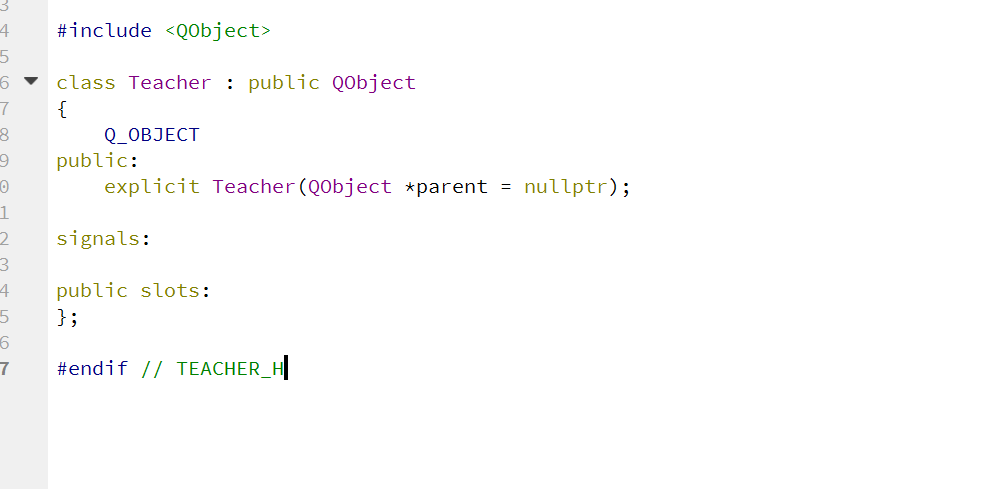 3
4 #include <QObject>
5
6 class Teacher : public QObject
7 {
8 Q_OBJECT
9 public:
0 explicit Teacher(QObject *parent = nullptr);
1
2 signals:
3
4 public slots:
5 };
6
7 #endif // TEACHER_H